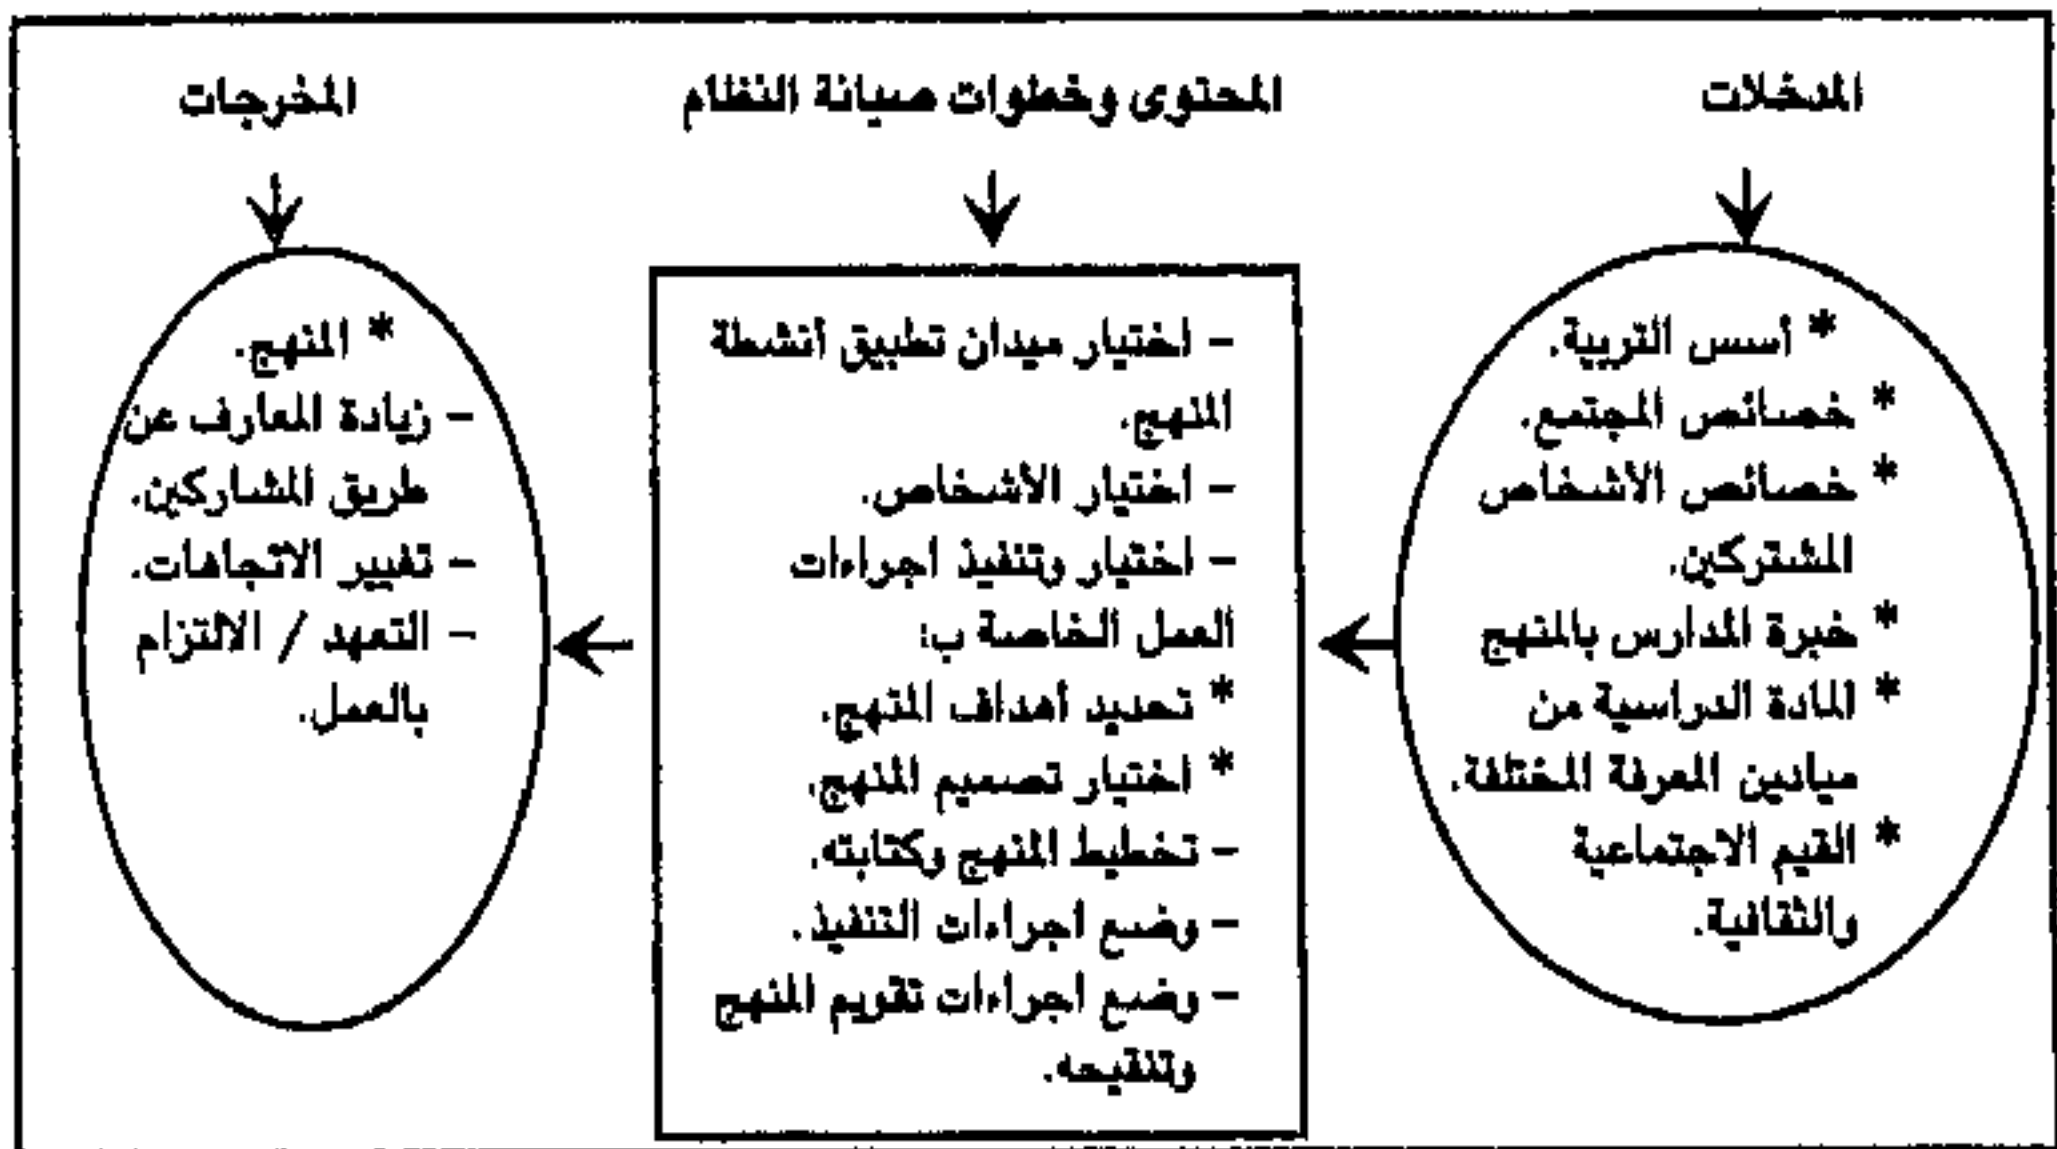 المدخلات
المحتوى وخطوات صيانة النظام
المخرجات
* أسس التربية.
* خصائص المجتمع.
* خصائص الأشخاص
المشتركين.
* خبرة المدارس بالمنهج
* المادة الدراسية من
ميادين المعرفة المختلفة.
* القيم الاجتماعية
والثقافية.
- اختيار ميدان تطبيق أنشطة
المنهج.
- اختيار الأشخاص.
- اختيار وتنفيذ اجراءات
العمل الخاصة ب:
* تحديد أهداف المنهج.
* اختيار تصميم المنهج.
- تخطيط المنهج وكتابته.
- وضع اجراءات التنفيذ.
- وضع اجراءات تقويم المنهج
وتنقيحه.
* المنهج.
- زيادة المعارف عن
طريق المشاركين.
- تغيير الاتجاهات.
- التعهد / الالتزام
بالعمل.